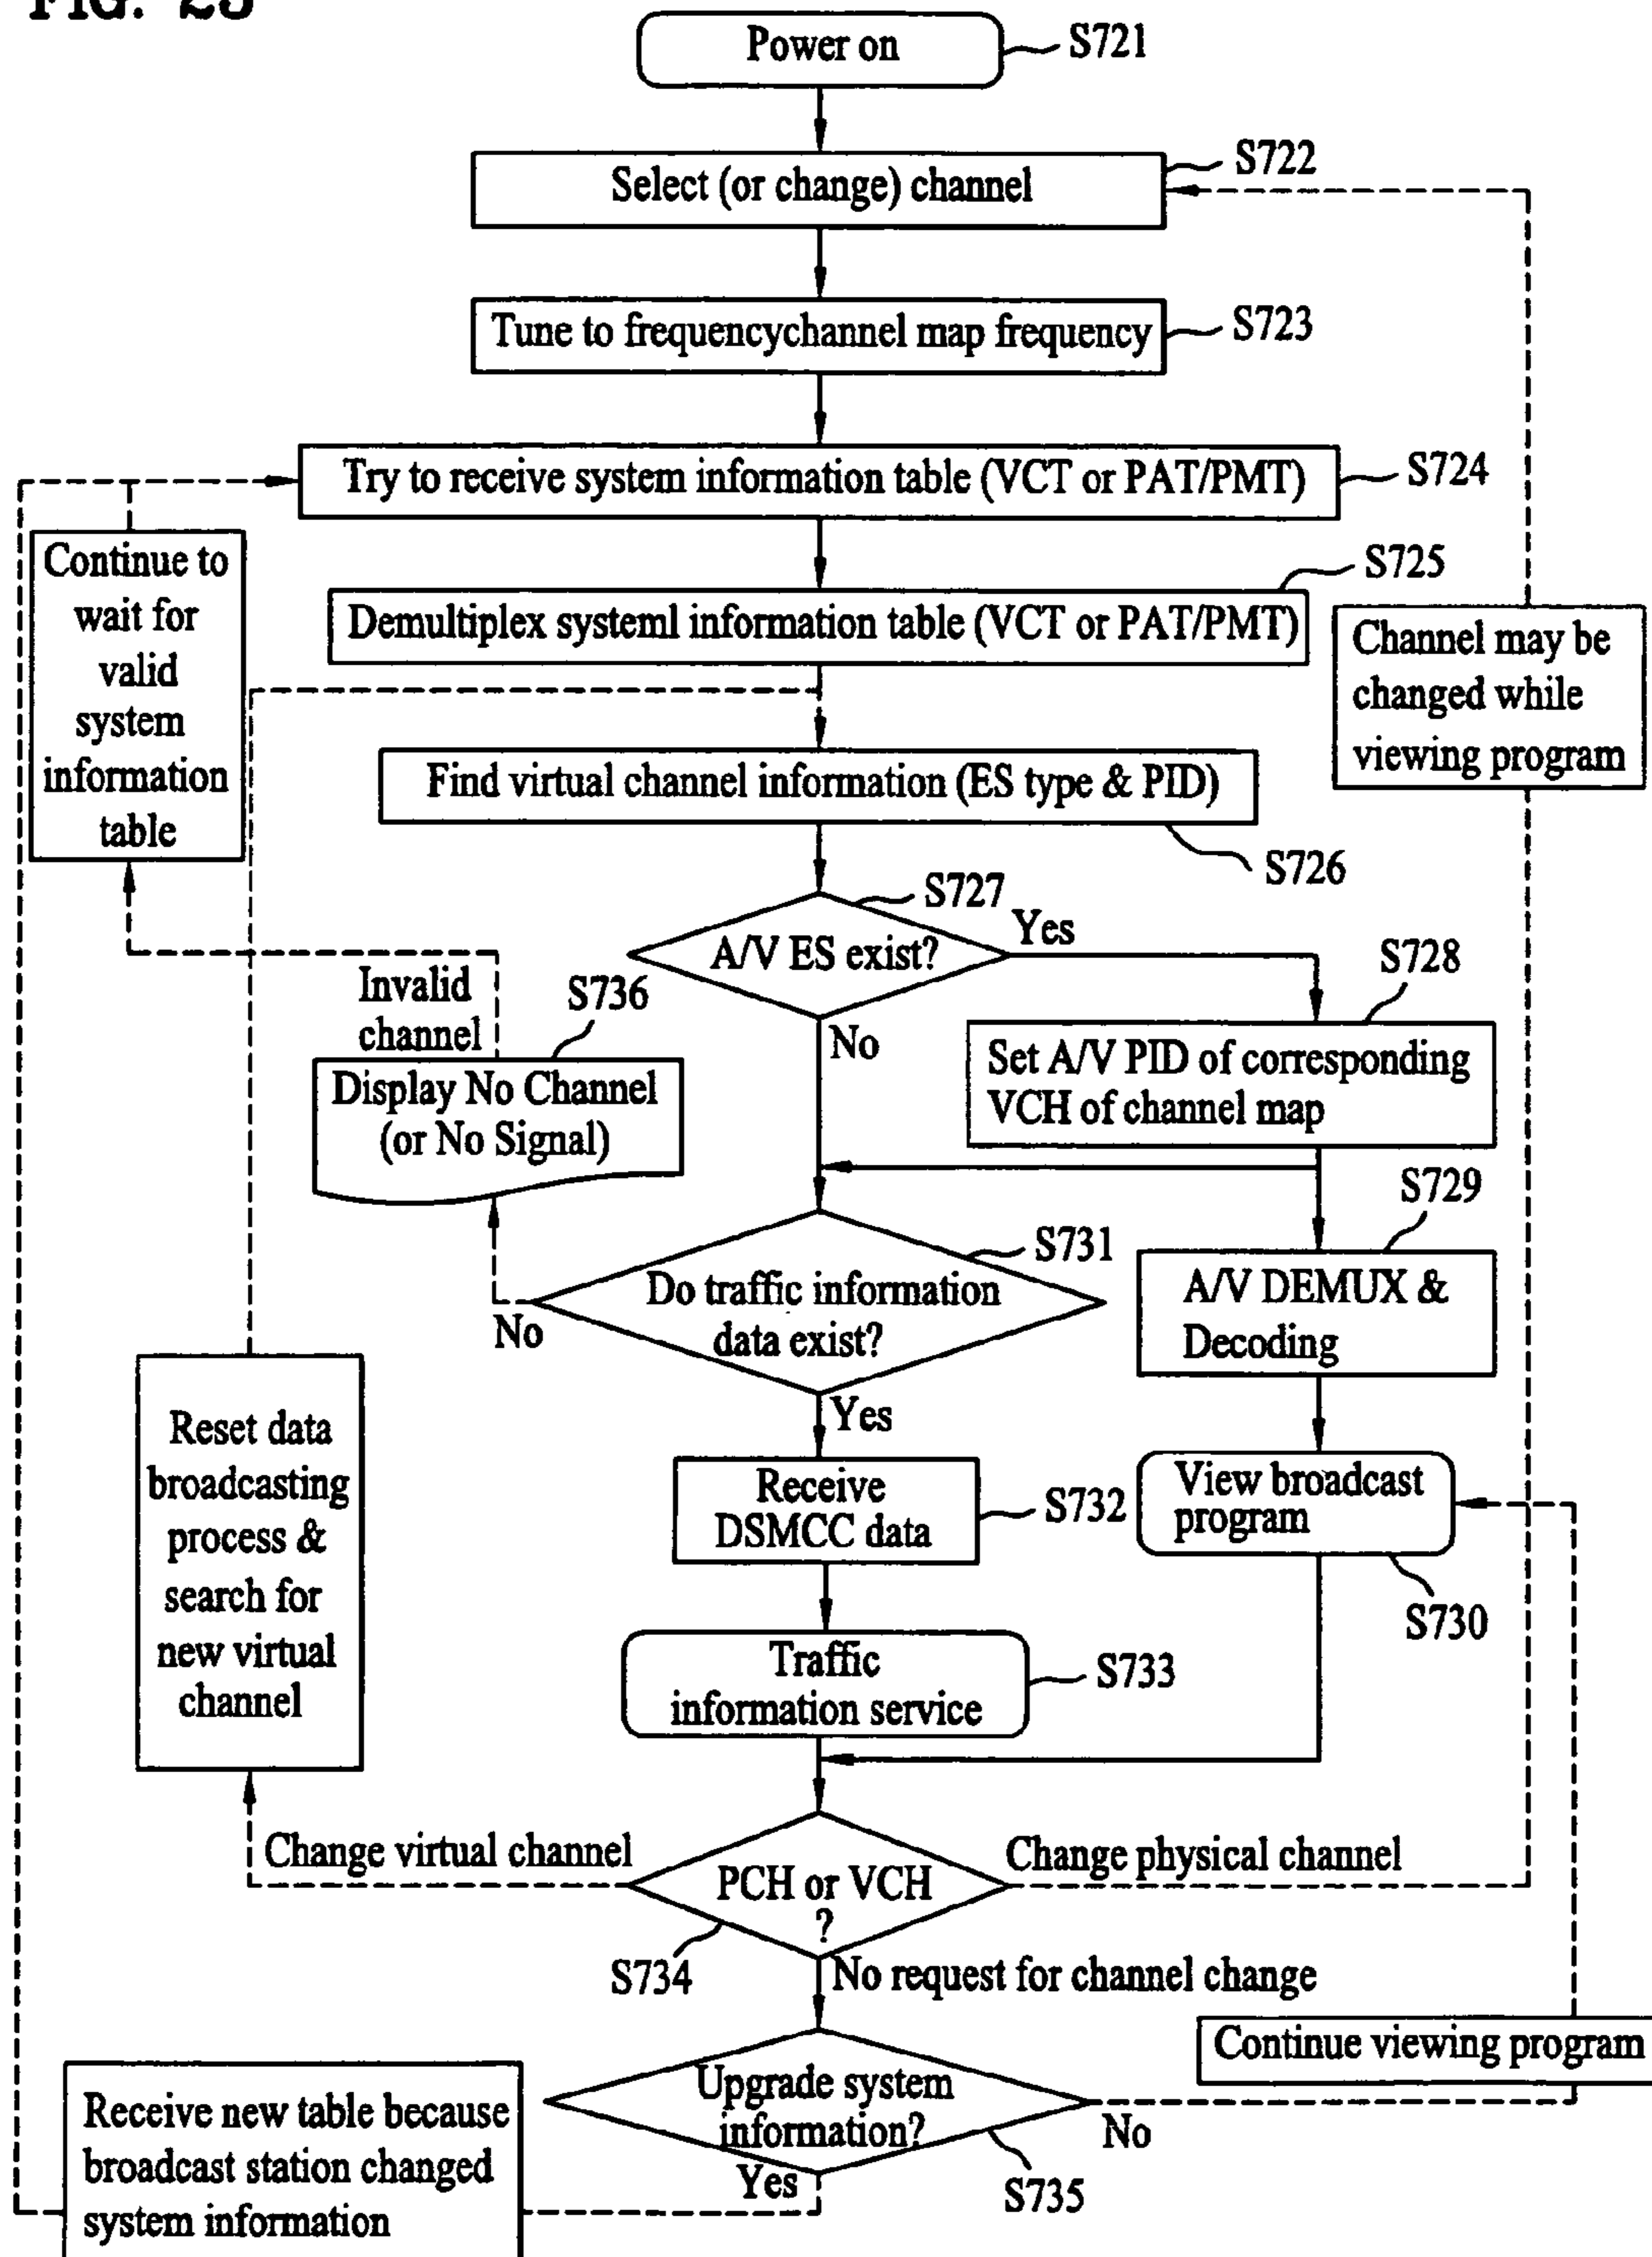 FIG. 23
Power on
S721
Select (or change) channel
S722
Tune to frequencychannel map frequency
S723
Try to receive system information table (VCT or PAT/PMT)
S724
Continue to
wait for
valid
system
information
table
Demultiplex systeml information table (VCT or PAT/PMT)
S725
Channel may be
changed while
viewing program
Find virtual channel information (ES type & PID)
S726
A/V ES exist?
S727
Yes
No
Set A/V PID of corresponding
VCH of channel map
S728
Invalid
channel
S736
Display No Channel
(or No Signal)
A/V DEMUX &
Decoding
S729
Do traffic information
data exist?
S731
No
Yes
Receive
DSMCC data
S732
View broadcast
program
S730
Reset data
broadcasting
process &
search for
new virtual
channel
Traffic
information service
S733
Change virtual channel
PCH or VCH
?
S734
Change physical channel
No request for channel change
Continue viewing program
Upgrade system
information?
S735
No
Yes
Receive new table because
broadcast station changed
system information